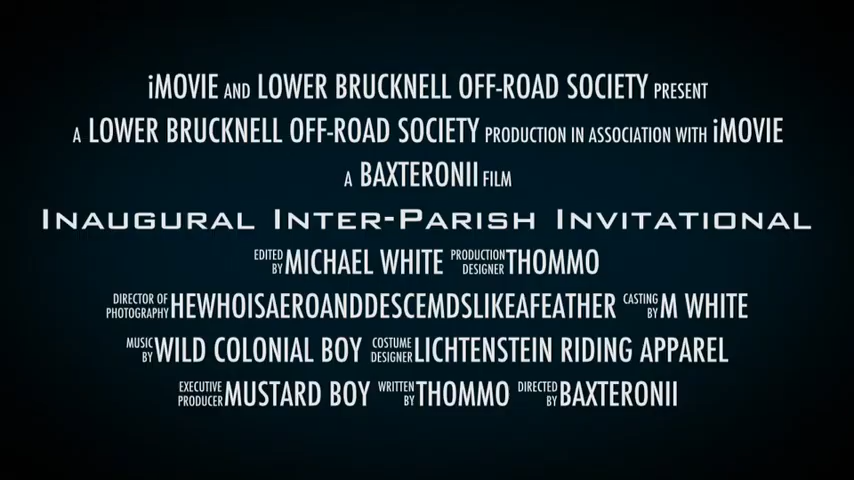 iMOVIE AND LOWER BRUCKNELL OFF-ROAD SOCIETY PRESENT
A LOWER BRUCKNELL OFF-ROAD SOCIETY PRODUCTION IN ASSOCIATION WITH iMOVIE
A BAXTERONII FILM
INAUGURAL INTER-PARISH INVITATIONAL
EDITED BY MICHAEL WHITE PRODUCTION DESIGNER THOMMO
DIRECTOR OF PHOTOGRAPHY HEWHOISAEROANDDESCEMDSLIKEAFEATHER CASTING BY M WHITE
MUSIC BY WILD COLONIAL BOY COSTUME DESIGNER LICHTENSTEIN RIDING APPAREL
EXECUTIVE PRODUCER MUSTARD BOY WRITTEN BY THOMMO DIRECTED BY BAXTERONII